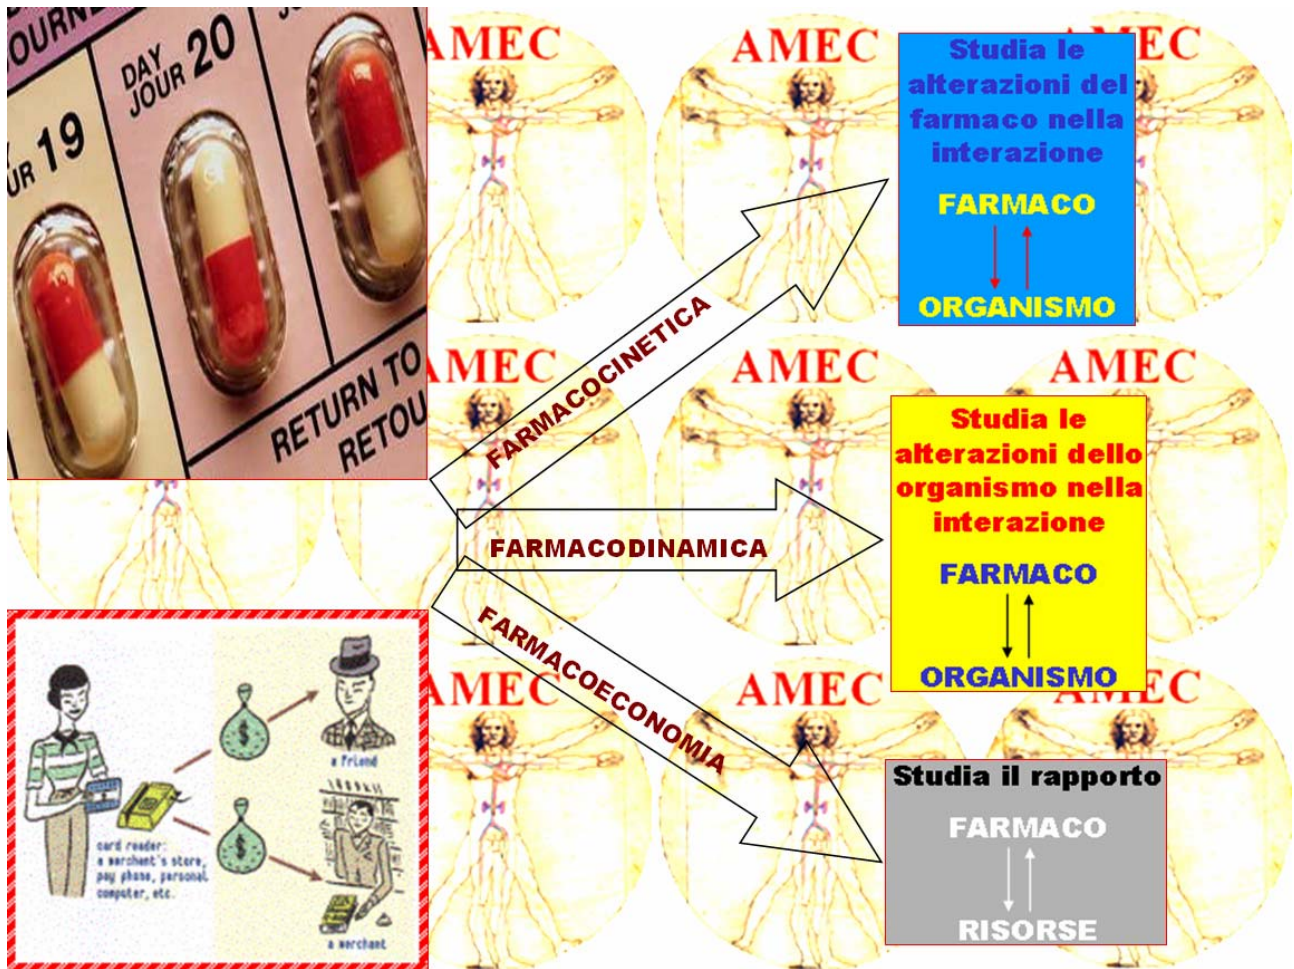 OURNE
DAY
JOUR 20
JOUR
UR 19
RETURN TO
RETOU
AMEC
AMEC
AMEC
Studia le
alterazioni del
farmaco nella
interazione
FARMACO
ORGANISMO
FARMACOCINETICA
AMEC
AMEC
AMEC
FARMACODINAMICA
Studia le
alterazioni dello
organismo nella
interazione
FARMACO
ORGANISMO
FARMACOECONOMIA
AMEC
AMEC
AMEC
Studia il rapporto
FARMACO
RISORSE
a friend
card reader:
a merchant's store,
pay phone, personal
computer, etc.
$
$
a merchant